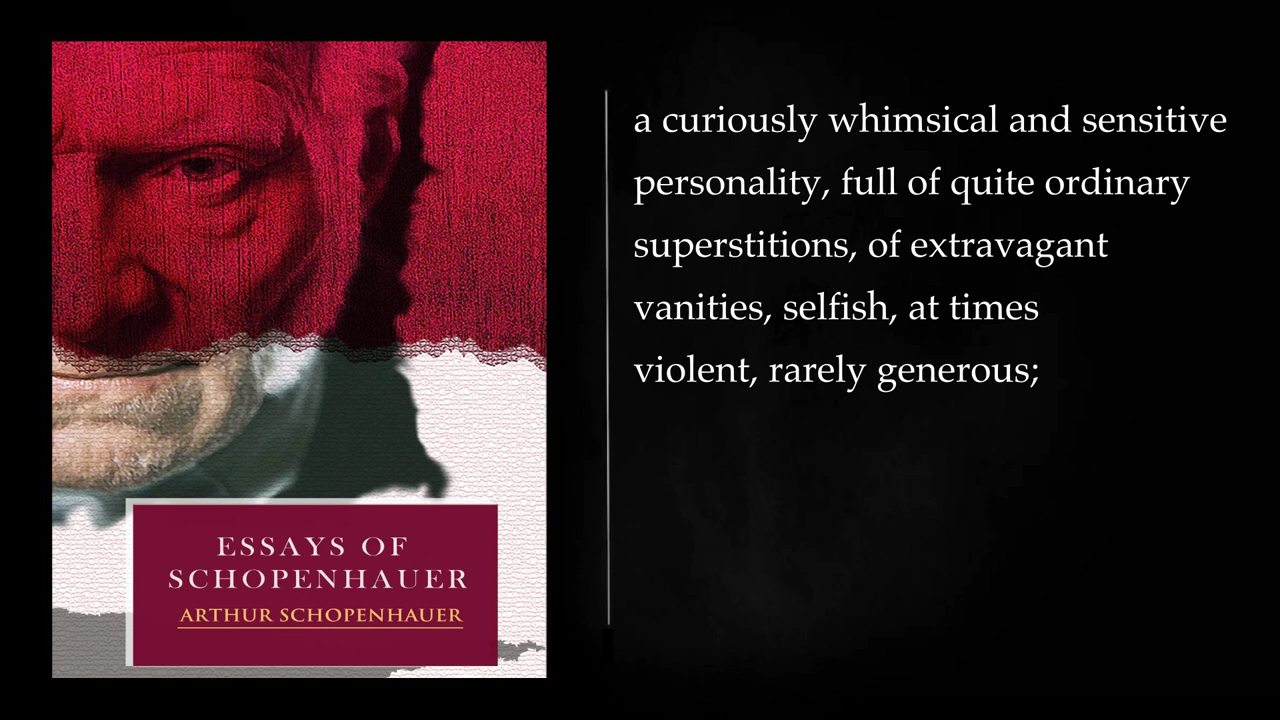 ESSAYS OF
SCHOPENHAUER
ARTHUR SCHOPENHAUER
a curiously whimsical and sensitive
personality, full of quite ordinary
superstitions, of extravagant
vanities, selfish, at times
violent, rarely generous;